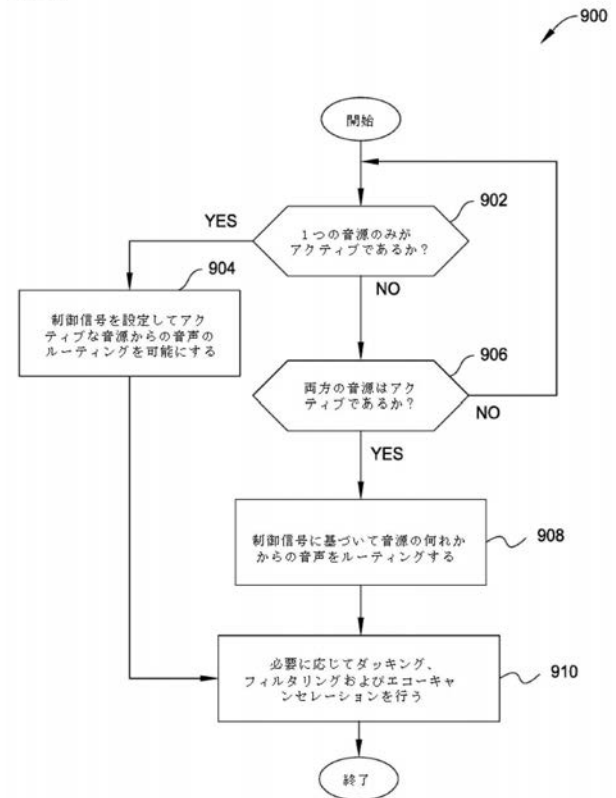 900
開始
902
1つの音源のみが
アクティブであるか?
YES
904
NO
制御信号を設定してアク
ティブな音源からの音声の
ルーティングを可能にする
906
両方の音源はアク
ティブであるか?
NO
YES
制御信号に基づいて音源の何れか
からの音声をルーティングする
908
必要に応じてダッキング、
フィルタリングおよびエコーキャ
ンセレーションを行う
910
終了